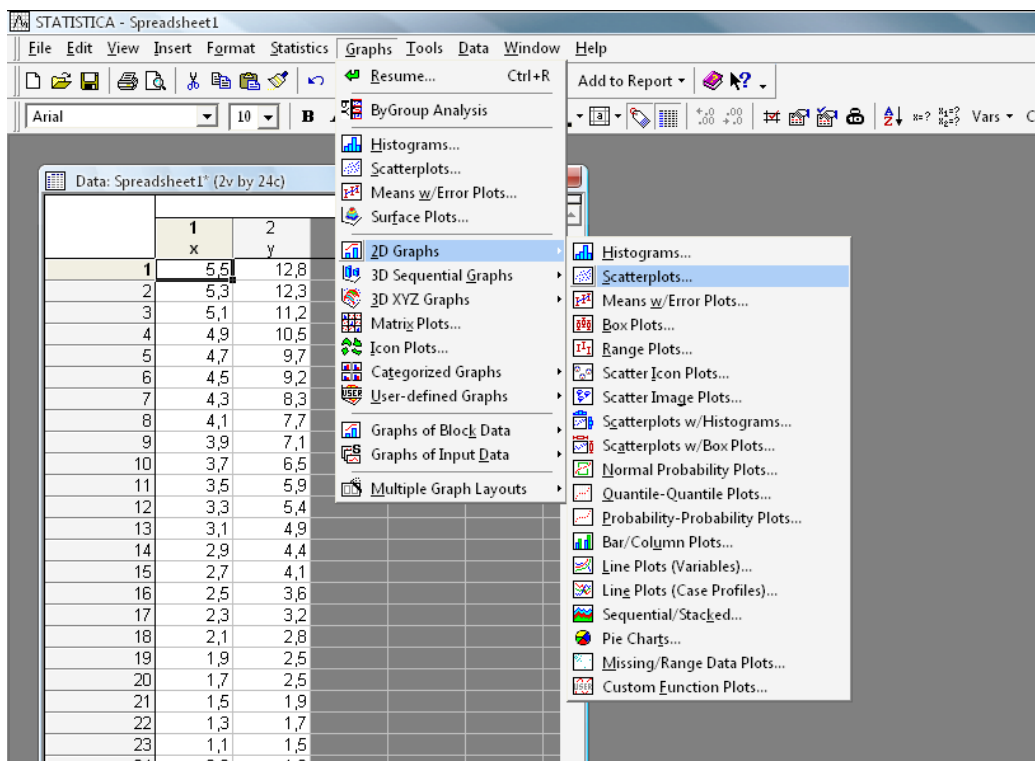 STATISTICA - Spreadsheet1
File Edit View Insert Format Statistics Graphs Tools Data Window Help
Add to Report
Arial 10 B
x=? Vars
Resume... Ctrl+R
ByGroup Analysis
Histograms...
Scatterplots...
Means w/Error Plots...
Surface Plots...
2D Graphs
3D Sequential Graphs
3D XYZ Graphs
Matrix Plots...
Icon Plots...
Categorized Graphs
User-defined Graphs
Graphs of Block Data
Graphs of Input Data
Multiple Graph Layouts
Histograms...
Scatterplots...
Means w/Error Plots...
Box Plots...
Range Plots...
Scatter Icon Plots...
Scatter Image Plots...
Scatterplots w/Histograms...
Scatterplots w/Box Plots...
Normal Probability Plots...
Quantile-Quantile Plots...
Probability-Probability Plots...
Bar/Column Plots...
Line Plots (Variables)...
Line Plots (Case Profiles)...
Sequential/Stacked...
Pie Charts...
Missing/Range Data Plots...
Custom Function Plots...
Data: Spreadsheet1* (2v by 24c)
1 2
x y
1 5,5 12,8
2 5,3 12,3
3 5,1 11,2
4 4,9 10,5
5 4,7 9,7
6 4,5 9,2
7 4,3 8,3
8 4,1 7,7
9 3,9 7,1
10 3,7 6,5
11 3,5 5,9
12 3,3 5,4
13 3,1 4,9
14 2,9 4,4
15 2,7 4,1
16 2,5 3,6
17 2,3 3,2
18 2,1 2,8
19 1,9 2,5
20 1,7 2,5
21 1,5 1,9
22 1,3 1,7
23 1,1 1,5